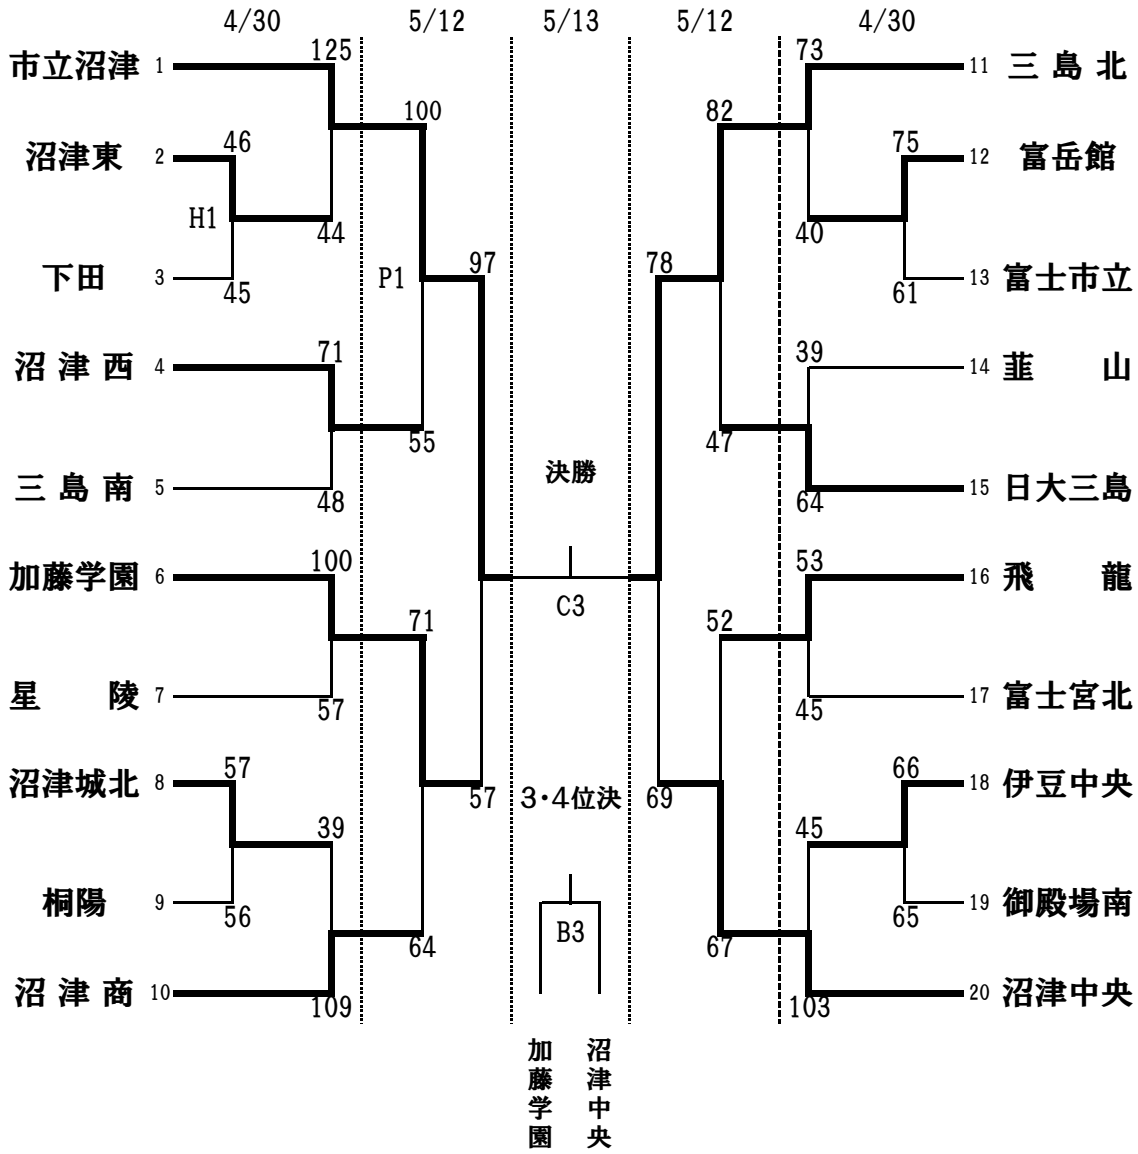 4/30 5/12 5/13 5/12 4/30
125 73
市立沼津 1 11 三島北
100 82
46 75
沼津東 2 12 富岳館
H1
44 40
97 78
下田 3 P1 13 富士市立
45 61
71 39
沼津西 4 14 韮山
55 47
決勝
三島南 5 15 日大三島
48 64
100 53
加藤学園 6 16 飛龍
C3
71 52
星陵 7 17 富士宮北
57 45
57 66
沼津城北 8 18 伊豆中央
57 3・4位決 69
39 45
桐陽 9 19 御殿場南
56 65
B3
64 67
沼津商 10 20 沼津中央
109 103
加藤学園
沼津中央